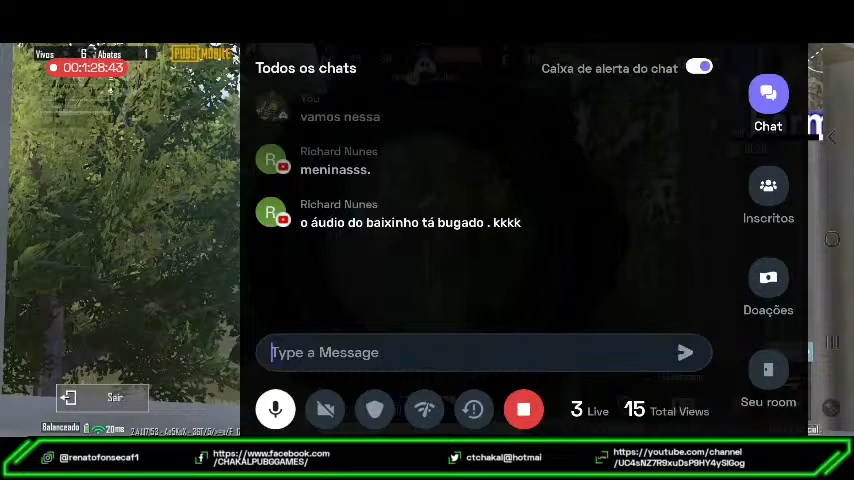 Vivos 6 Abates 1
PUBG MOBILE
00:1:28:43
Todos os chats
Caixa de alerta do chat
You
vamos nessa
Richard Nunes
meninasss.
Richard Nunes
o áudio do baixinho tá bugado . kkkk
Type a Message
3 Live 15 Total Views
Chat
Inscritos
Doações
Seu room
Sair
Balanceado 20ms
@renatofonsecaf1
https://www.facebook.com
/CHAKALPUBGGAMES/
ctchakal@hotmai
https://youtube.com/channel
/UC4sNZ7R9xuDsP9HY4ySlGog